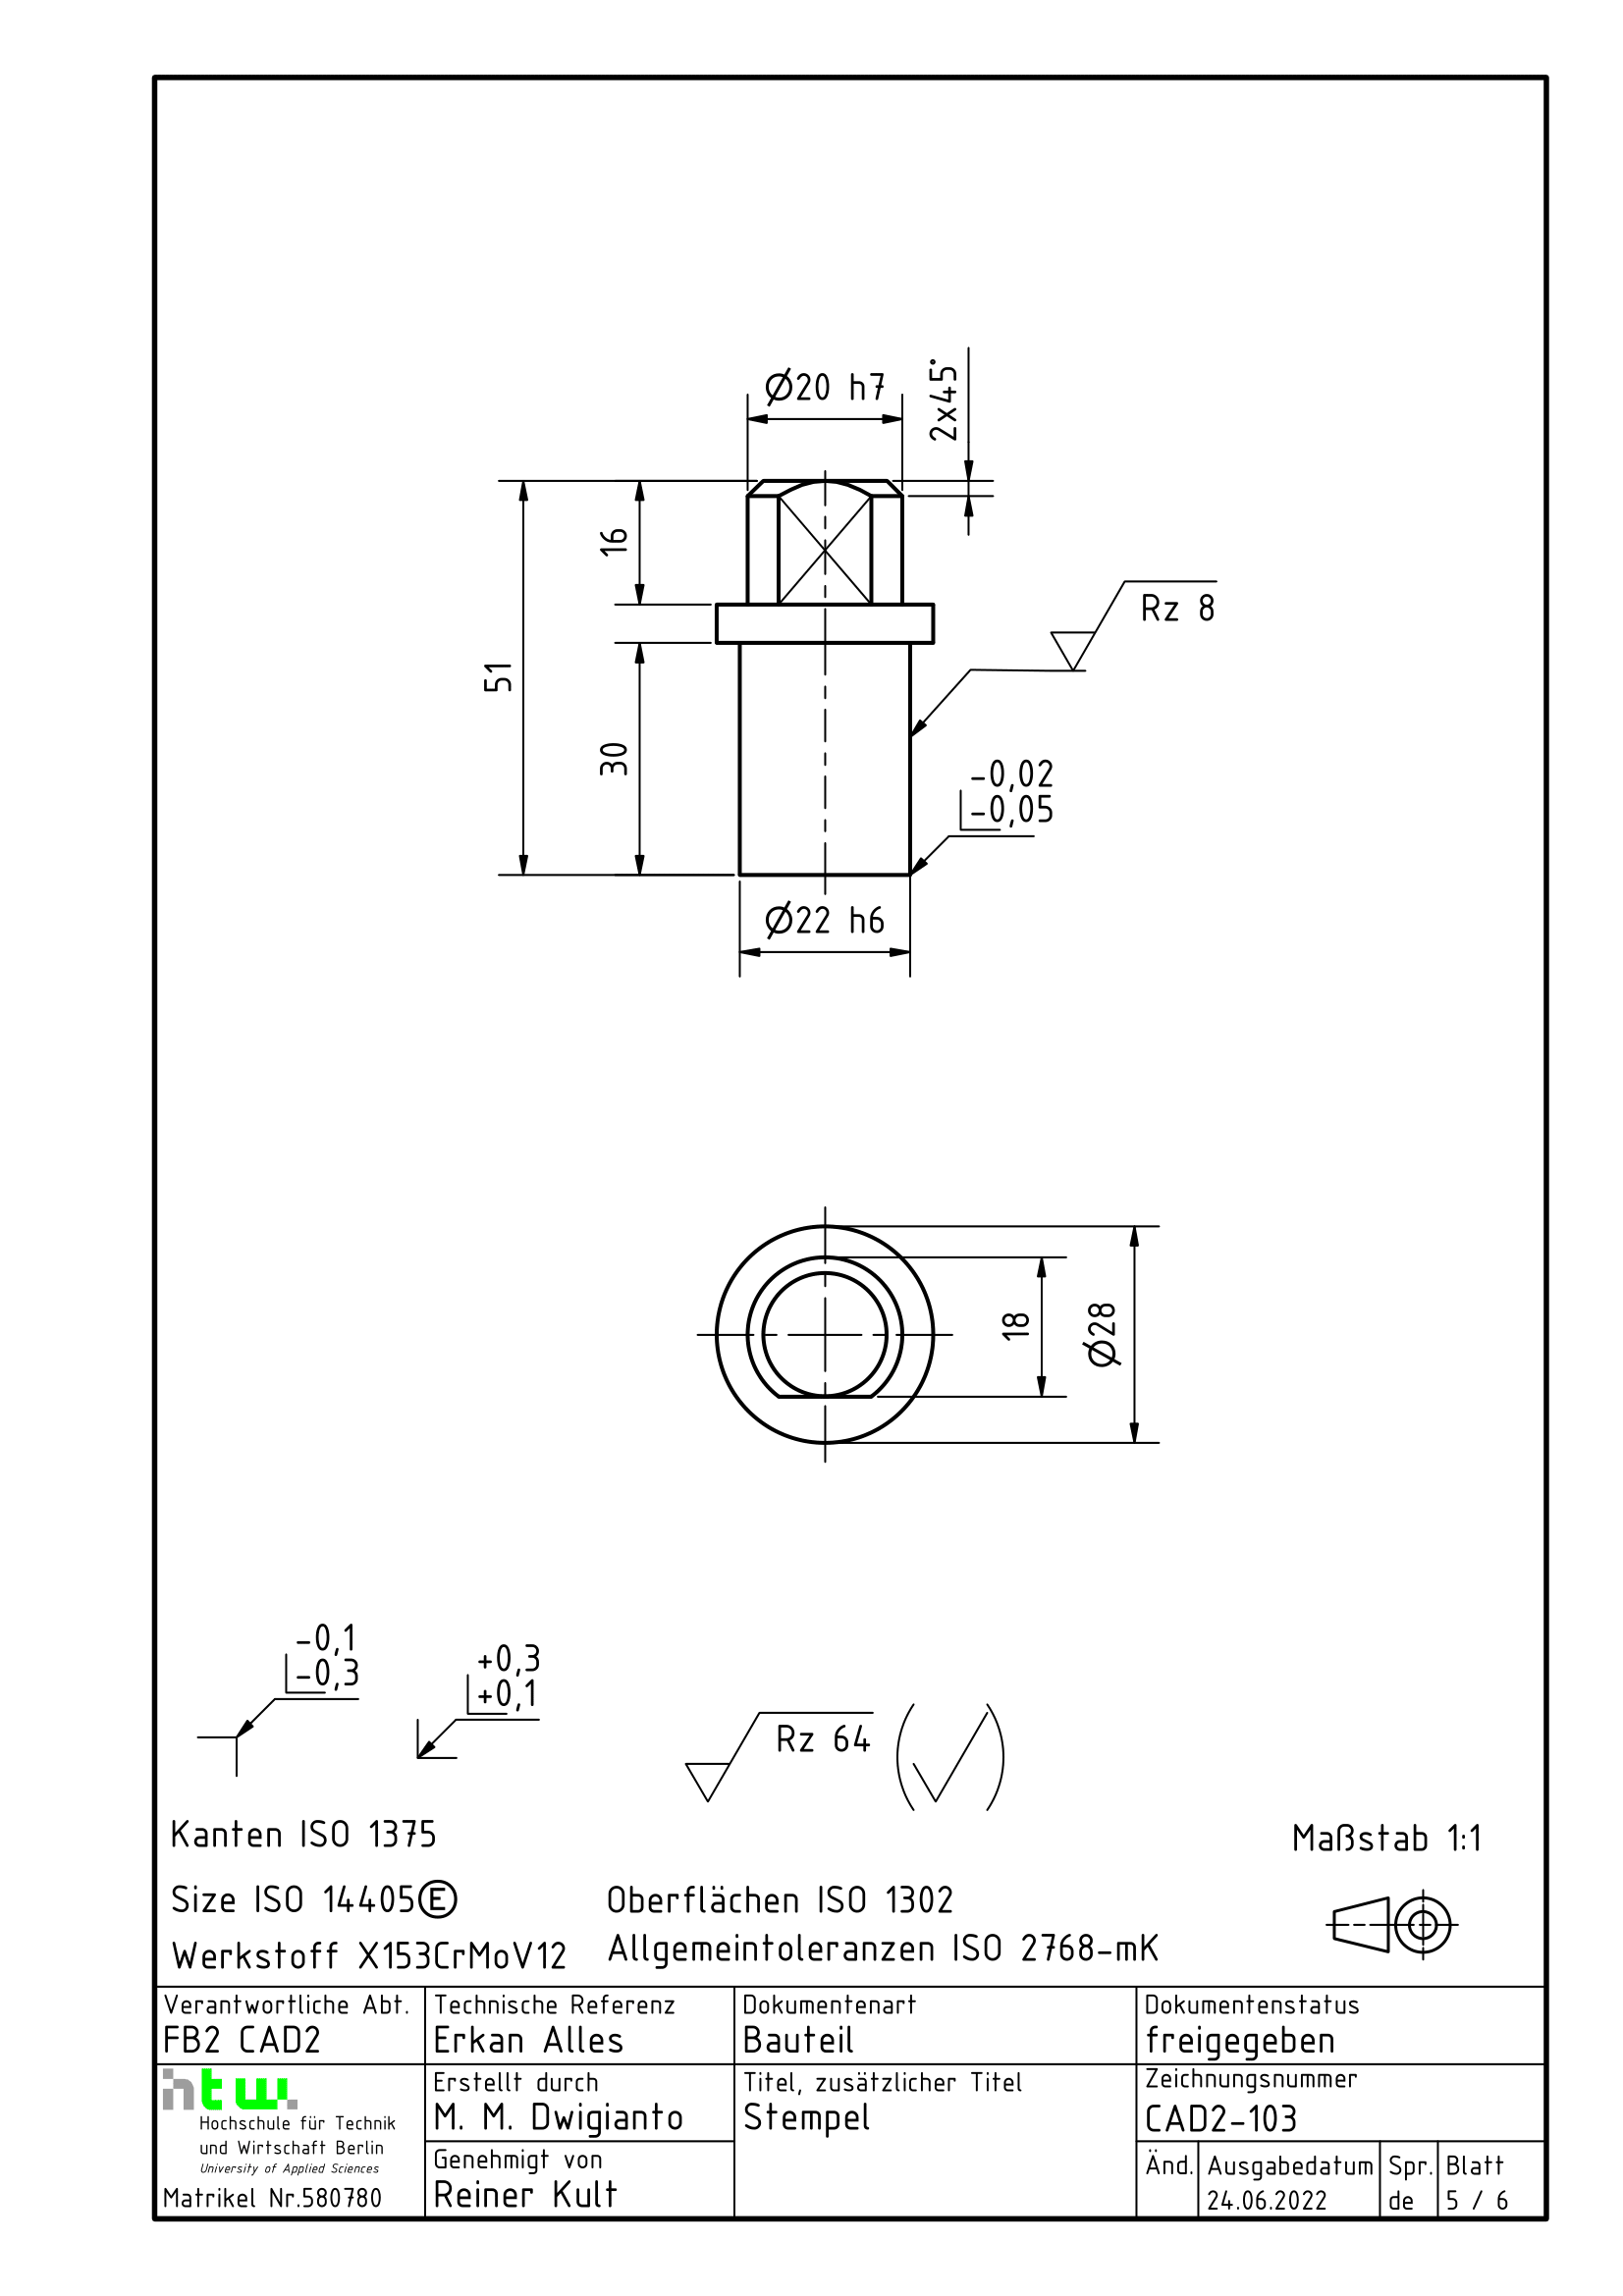 ⌀20 h7
2x45°
16
Rz 8
51
30
-0,02
-0,05
⌀22 h6
18
⌀28
-0,1
-0,3
+0,3
+0,1
Rz 64
Kanten ISO 1375
Maßstab 1:1
Size ISO 14405Ⓔ
Oberflächen ISO 1302
Werkstoff X153CrMoV12
Allgemeintoleranzen ISO 2768-mK
Verantwortliche Abt.
FB2 CAD2
Technische Referenz
Erkan Alles
Dokumentenart
Bauteil
Dokumentenstatus
freigegeben
htw.
Hochschule für Technik
und Wirtschaft Berlin
University of Applied Sciences
Matrikel Nr.580780
Erstellt durch
M. M. Dwigianto
Genehmigt von
Reiner Kult
Titel, zusätzlicher Titel
Stempel
Zeichnungsnummer
CAD2-103
Änd.
Ausgabedatum
24.06.2022
Spr.
de
Blatt
5 / 6